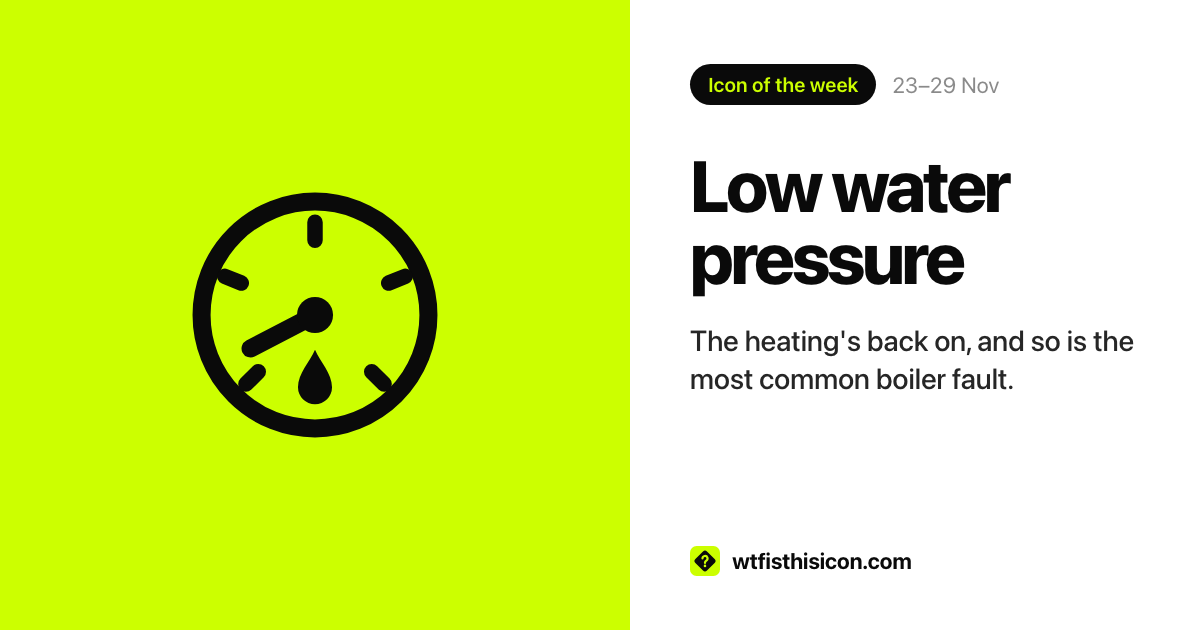 Icon of the week
23–29 Nov
Low water
pressure
The heating's back on, and so is the
most common boiler fault.
?
wtfisthisicon.com